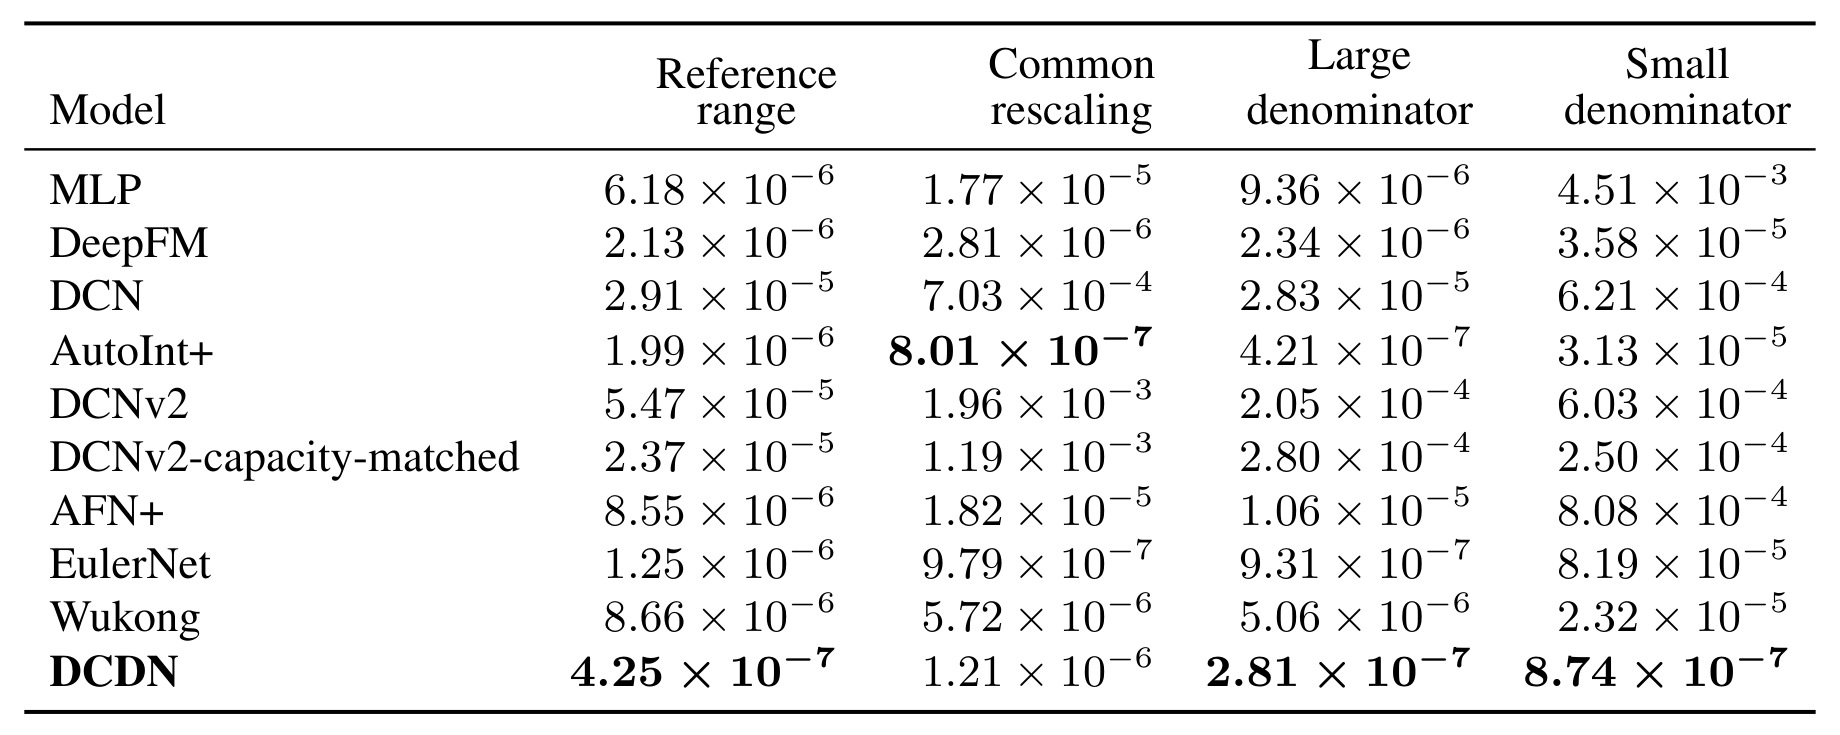 Model Reference range Common rescaling Large denominator Small denominator
MLP 6.18 × 10⁻⁶ 1.77 × 10⁻⁵ 9.36 × 10⁻⁶ 4.51 × 10⁻³
DeepFM 2.13 × 10⁻⁶ 2.81 × 10⁻⁶ 2.34 × 10⁻⁶ 3.58 × 10⁻⁵
DCN 2.91 × 10⁻⁵ 7.03 × 10⁻⁴ 2.83 × 10⁻⁵ 6.21 × 10⁻⁴
AutoInt+ 1.99 × 10⁻⁶ 8.01 × 10⁻⁷ 4.21 × 10⁻⁷ 3.13 × 10⁻⁵
DCNv2 5.47 × 10⁻⁵ 1.96 × 10⁻³ 2.05 × 10⁻⁴ 6.03 × 10⁻⁴
DCNv2-capacity-matched 2.37 × 10⁻⁵ 1.19 × 10⁻³ 2.80 × 10⁻⁴ 2.50 × 10⁻⁴
AFN+ 8.55 × 10⁻⁶ 1.82 × 10⁻⁵ 1.06 × 10⁻⁵ 8.08 × 10⁻⁴
EulerNet 1.25 × 10⁻⁶ 9.79 × 10⁻⁷ 9.31 × 10⁻⁷ 8.19 × 10⁻⁵
Wukong 8.66 × 10⁻⁶ 5.72 × 10⁻⁶ 5.06 × 10⁻⁶ 2.32 × 10⁻⁵
DCDN 4.25 × 10⁻⁷ 1.21 × 10⁻⁶ 2.81 × 10⁻⁷ 8.74 × 10⁻⁷